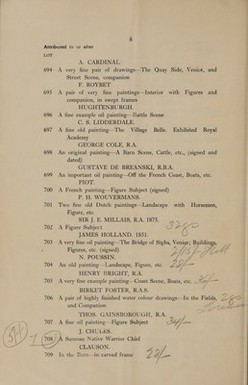 8
Attributed to or after
LOT
A. CARDINAL.
694 A very fine pair of drawings—The Quay Side, Venice, and
Street Scene, companion
F. ROYBET
695 A pair of very fine paintings—Interior with Figures and
companion, in swept frames
HUGHTENBURGH.
696 A fine example oil painting—Battle Scene
C. S. LIDDERDALE.
697 A fine old painting—The Village Belle. Exhibited Royal
Academy
GEORGE COLE, R.A.
698 An original painting—A Barn Scene, Cattle, etc., (signed and
dated)
GUSTAVE DE BREANSKI, R.B.A.
699 An important oil painting—Off the French Coast, Boats, etc.
PIOT.
700 A French painting—Figure Subject (signed)
P. H. WOUVERMANS.
701 Two fine old Dutch paintings—Landscape with Horsemen,
Figure, etc.
SIR J. E. MILLAIS, R.A. 1875.
702 A Figure Subject
JAMES HOLLAND. 1851.
703 A very fine oil painting—The Bridge of Sighs, Venice; Buildings,
Figures, etc. (signed)
N. POUSSIN.
704 An old painting—Landscape, Figure, etc.
HENRY BRIGHT, R.A.
705 A very fine example painting—Coast Scene, Boats, etc.
BIRKET FOSTER, R.A.
706 A pair of highly finished water colour drawings—In the Fields,
and Companion
THOS. GAINSBOROUGH, R.A.
707 A fine oil painting—Figure Subject
J. CHULES.
708 A Samoan Native Warrior Chief
CLAUSON.
709 In the Barn—in carved frame